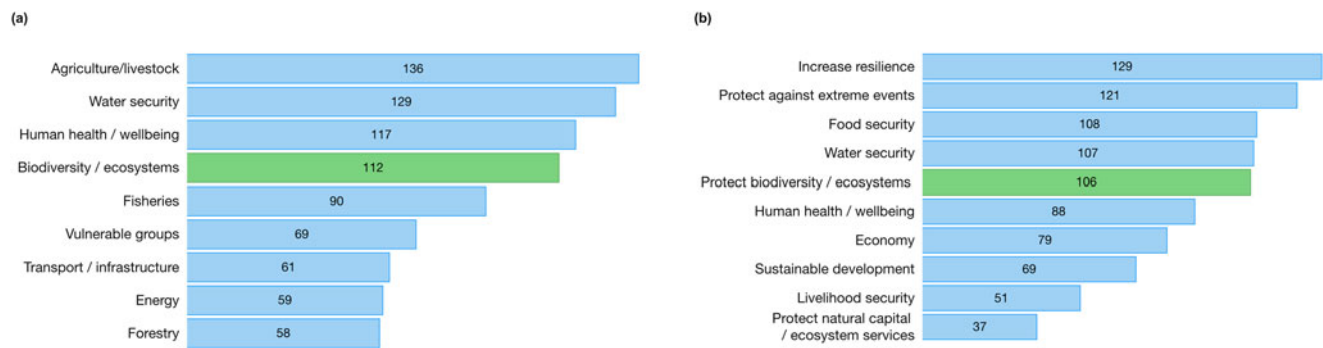 (a)
Agriculture/livestock 136
Water security 129
Human health / wellbeing 117
Biodiversity / ecosystems 112
Fisheries 90
Vulnerable groups 69
Transport / infrastructure 61
Energy 59
Forestry 58
(b)
Increase resilience 129
Protect against extreme events 121
Food security 108
Water security 107
Protect biodiversity / ecosystems 106
Human health / wellbeing 88
Economy 79
Sustainable development 69
Livelihood security 51
Protect natural capital
/ ecosystem services 37